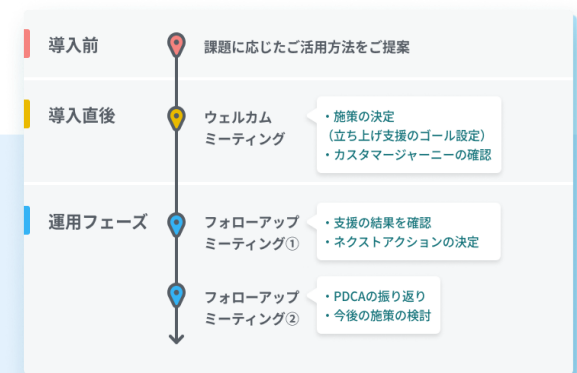 導入前
課題に応じたご活用方法をご提案
導入直後
ウェルカム
ミーティング
・施策の決定
（立ち上げ支援のゴール設定）
・カスタマージャーニーの確認
運用フェーズ
フォローアップ
ミーティング①
・支援の結果を確認
・ネクストアクションの決定
フォローアップ
ミーティング②
・PDCAの振り返り
・今後の施策の検討